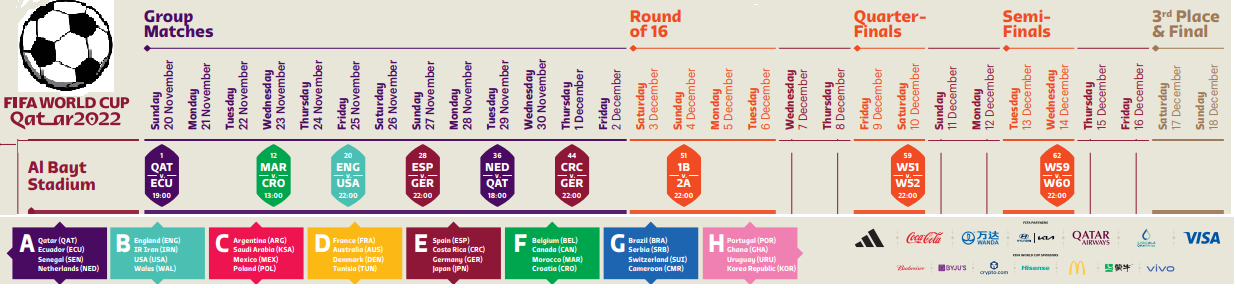 Group
Matches
Round
of 16
Quarter-
Finals
Semi-
Finals
3rd Place
& Final
FIFA WORLD CUP
Qatar2022
Sunday
20 November
Monday
21 November
Tuesday
22 November
Wednesday
23 November
Thursday
24 November
Friday
25 November
Saturday
26 November
Sunday
27 November
Monday
28 November
Tuesday
29 November
Wednesday
30 November
Thursday
1 December
Friday
2 December
Saturday
3 December
Sunday
4 December
Monday
5 December
Tuesday
6 December
Wednesday
7 December
Thursday
8 December
Friday
9 December
Saturday
10 December
Sunday
11 December
Monday
12 December
Tuesday
13 December
Wednesday
14 December
Thursday
15 December
Friday
16 December
Saturday
17 December
Sunday
18 December
Al Bayt
Stadium
1
QAT
v.
ECU
19:00
12
MAR
v.
CRO
13:00
20
ENG
v.
USA
22:00
28
ESP
v.
GER
22:00
36
NED
v.
QAT
18:00
44
CRC
v.
GER
22:00
51
1B
v.
2A
22:00
59
W51
v.
W52
22:00
62
W59
v.
W60
22:00
A
Qatar (QAT)
Ecuador (ECU)
Senegal (SEN)
Netherlands (NED)
B
England (ENG)
IR Iran (IRN)
USA (USA)
Wales (WAL)
C
Argentina (ARG)
Saudi Arabia (KSA)
Mexico (MEX)
Poland (POL)
D
France (FRA)
Australia (AUS)
Denmark (DEN)
Tunisia (TUN)
E
Spain (ESP)
Costa Rica (CRC)
Germany (GER)
Japan (JPN)
F
Belgium (BEL)
Canada (CAN)
Morocco (MAR)
Croatia (CRO)
G
Brazil (BRA)
Serbia (SRB)
Switzerland (SUI)
Cameroon (CMR)
H
Portugal (POR)
Ghana (GHA)
Uruguay (URU)
Korea Republic (KOR)
FIFA PARTNERS
Coca-Cola
万达
WANDA
HYUNDAI
KIA
QATAR
AIRWAYS
VISA
FIFA WORLD CUP SPONSORS
Budweiser
BYJU'S
crypto.com
Hisense
蒙牛
vivo